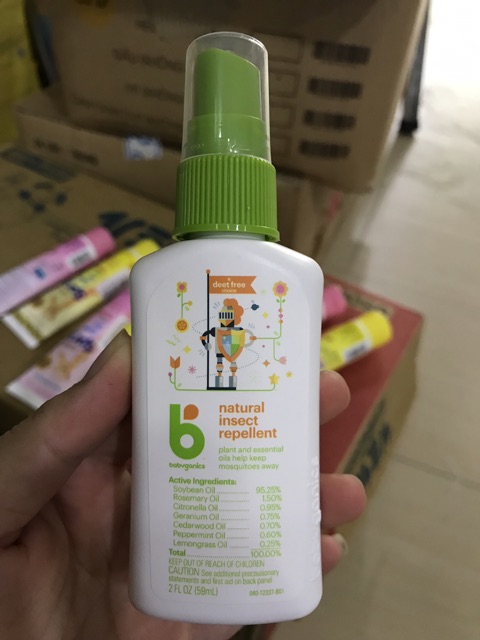 a
deet free
choice
natural
insect
repellent
babyganics
plant and essential
oils help keep
mosquitoes away
Active Ingredients:
Soybean Oil 95.25%
Rosemary Oil 1.50%
Citronella Oil 0.95%
Geranium Oil 0.75%
Cedarwood Oil 0.70%
Peppermint Oil 0.60%
Lemongrass Oil 0.25%
Total 100.00%
KEEP OUT OF REACH OF CHILDREN
CAUTION See additional precautionary
statements and first aid on back panel
2 FL OZ (59mL)